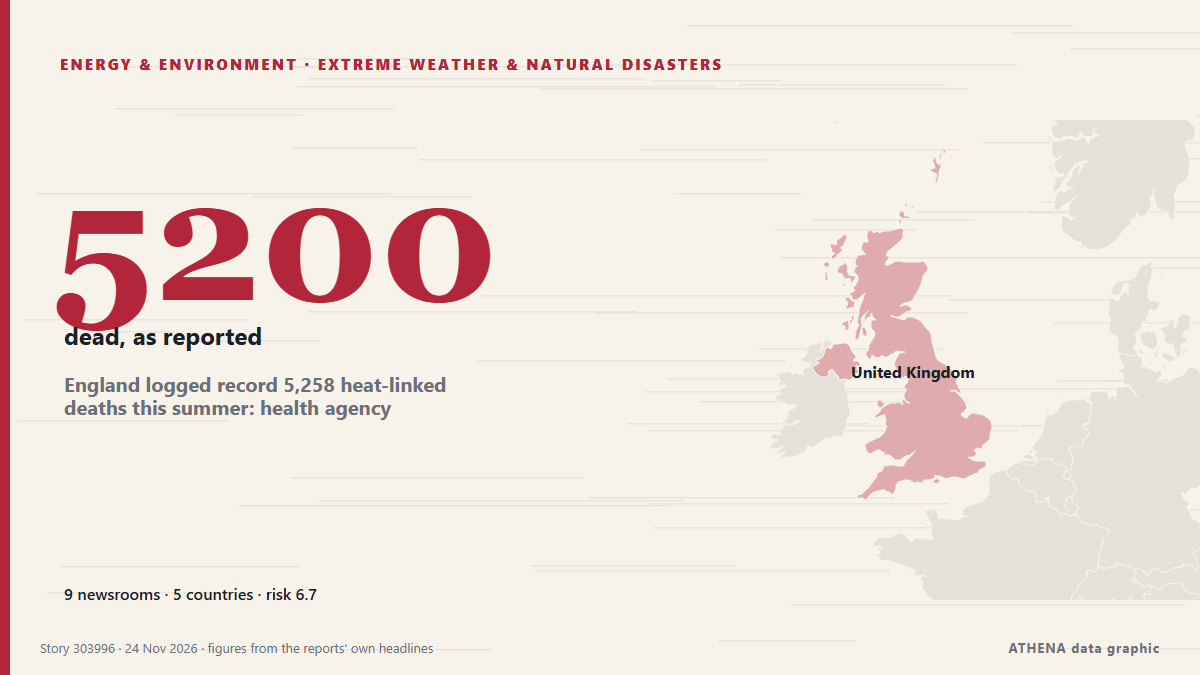 ENERGY & ENVIRONMENT · EXTREME WEATHER & NATURAL DISASTERS
5200
dead, as reported
England logged record 5,258 heat-linked
deaths this summer: health agency
United Kingdom
9 newsrooms · 5 countries · risk 6.7
Story 303996 · 24 Nov 2026 · figures from the reports' own headlines
ATHENA data graphic